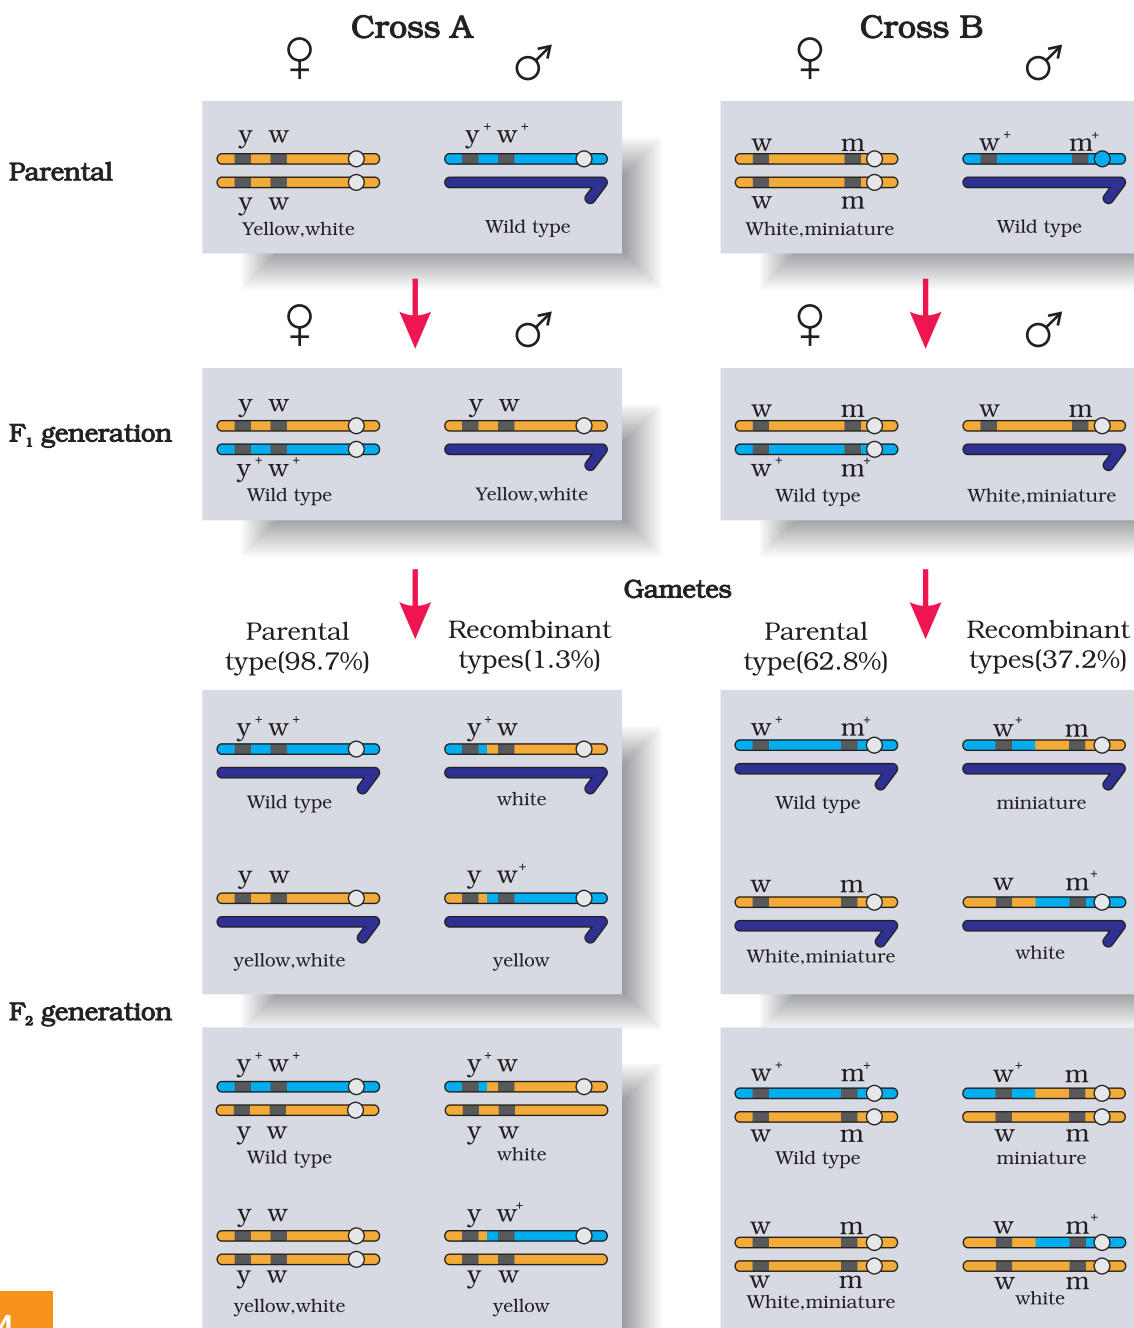 Cross A Cross B
♀ ♂ ♀ ♂
Parental
y w y⁺ w⁺ w m w⁺ m⁺
y w w m
Yellow,white Wild type White,miniature Wild type
♀ ♂ ♀ ♂
F₁ generation
y w y w w m w m
y⁺ w⁺ w⁺ m⁺
Wild type Yellow,white Wild type White,miniature
Gametes
Parental Recombinant Parental Recombinant
type(98.7%) types(1.3%) type(62.8%) types(37.2%)
y⁺ w⁺ y⁺ w w⁺ m⁺ w⁺ m
Wild type white Wild type miniature
y w y w⁺ w m w m⁺
yellow,white yellow White,miniature white
F₂ generation
y⁺ w⁺ y⁺ w w⁺ m⁺ w⁺ m
y w y w w m w m
Wild type white Wild type miniature
y w y w⁺ w m w m⁺
y w y w w m w m
yellow,white yellow White,miniature white